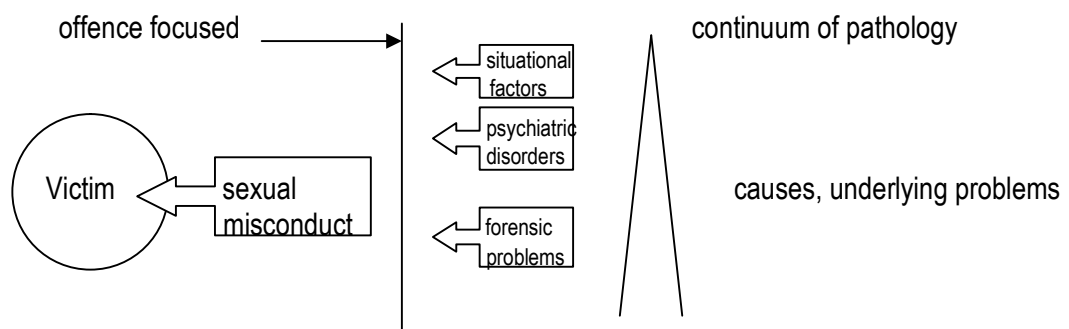 offence focused
continuum of pathology
situational
factors
psychiatric
disorders
Victim
sexual
misconduct
causes, underlying problems
forensic
problems